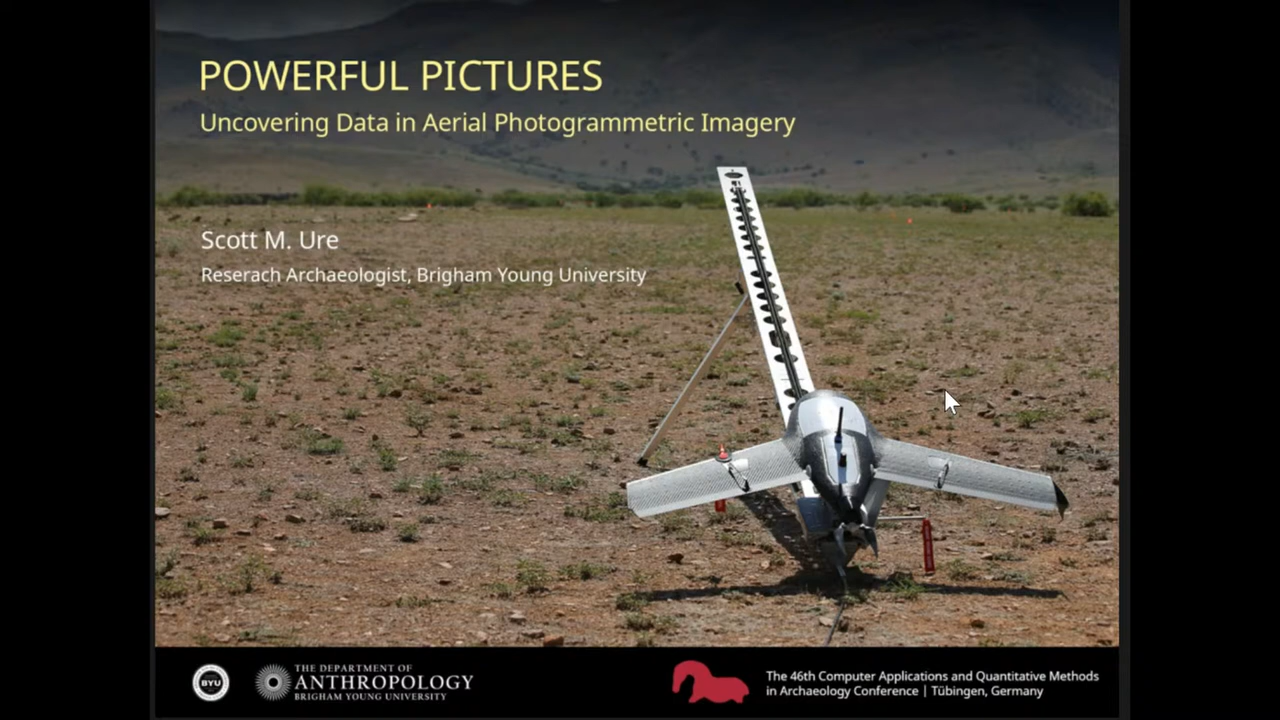 POWERFUL PICTURES
Uncovering Data in Aerial Photogrammetric Imagery
Scott M. Ure
Reserach Archaeologist, Brigham Young University
BYU
THE DEPARTMENT OF
ANTHROPOLOGY
BRIGHAM YOUNG UNIVERSITY
The 46th Computer Applications and Quantitative Methods
in Archaeology Conference | Tübingen, Germany